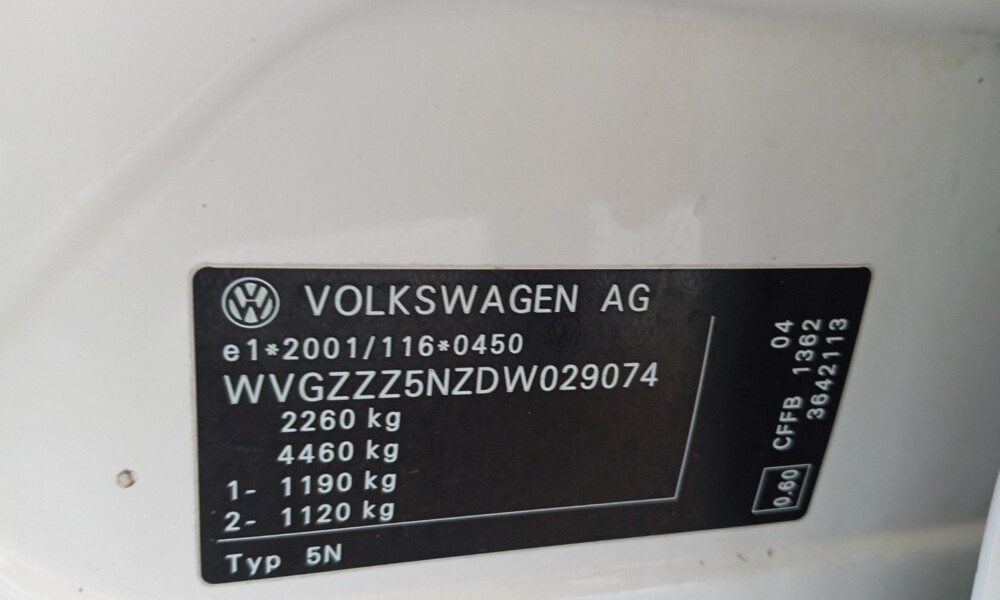 VOLKSWAGEN AG
e1*2001/116*0450
WVGZZZ5NZDW029074
2260 kg
4460 kg
1- 1190 kg
2- 1120 kg
Typ 5N
04
CFFB 1362
3642113
0.60